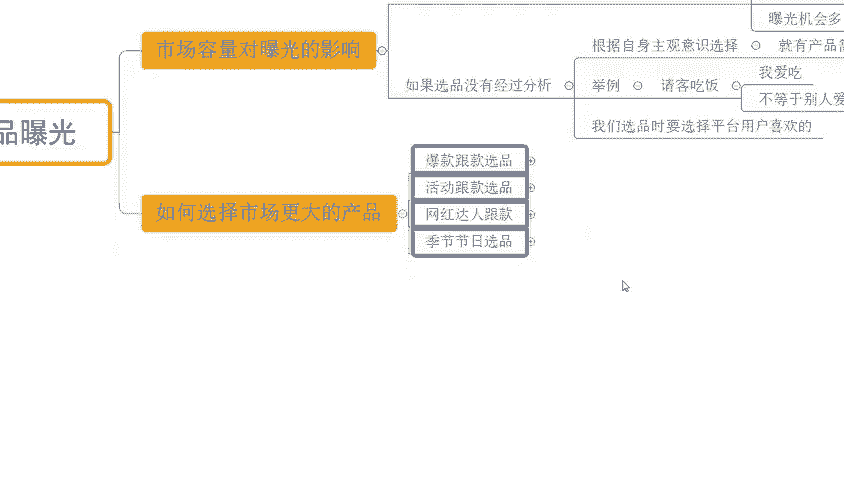 曝光机会多
市场容量对曝光的影响
根据自身主观意识选择
就有产品
如果选品没有经过分析
举例
请客吃饭
我爱吃
不等于别人爱
我们选品时要选择平台用户喜欢的
品曝光
如何选择市场更大的产品
爆款跟款选品
活动跟款选品
网红达人跟款
季节节日选品